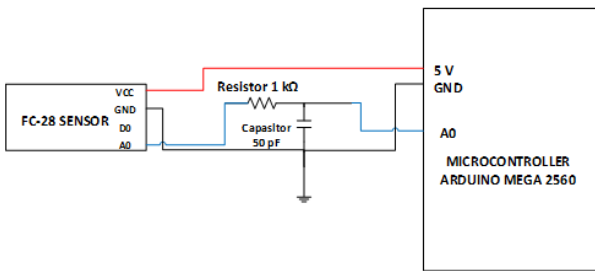 FC-28 SENSOR
VCC
GND
D0
A0
Resistor 1 kΩ
Capasitor
50 pF
5 V
GND
A0
MICROCONTROLLER
ARDUINO MEGA 2560